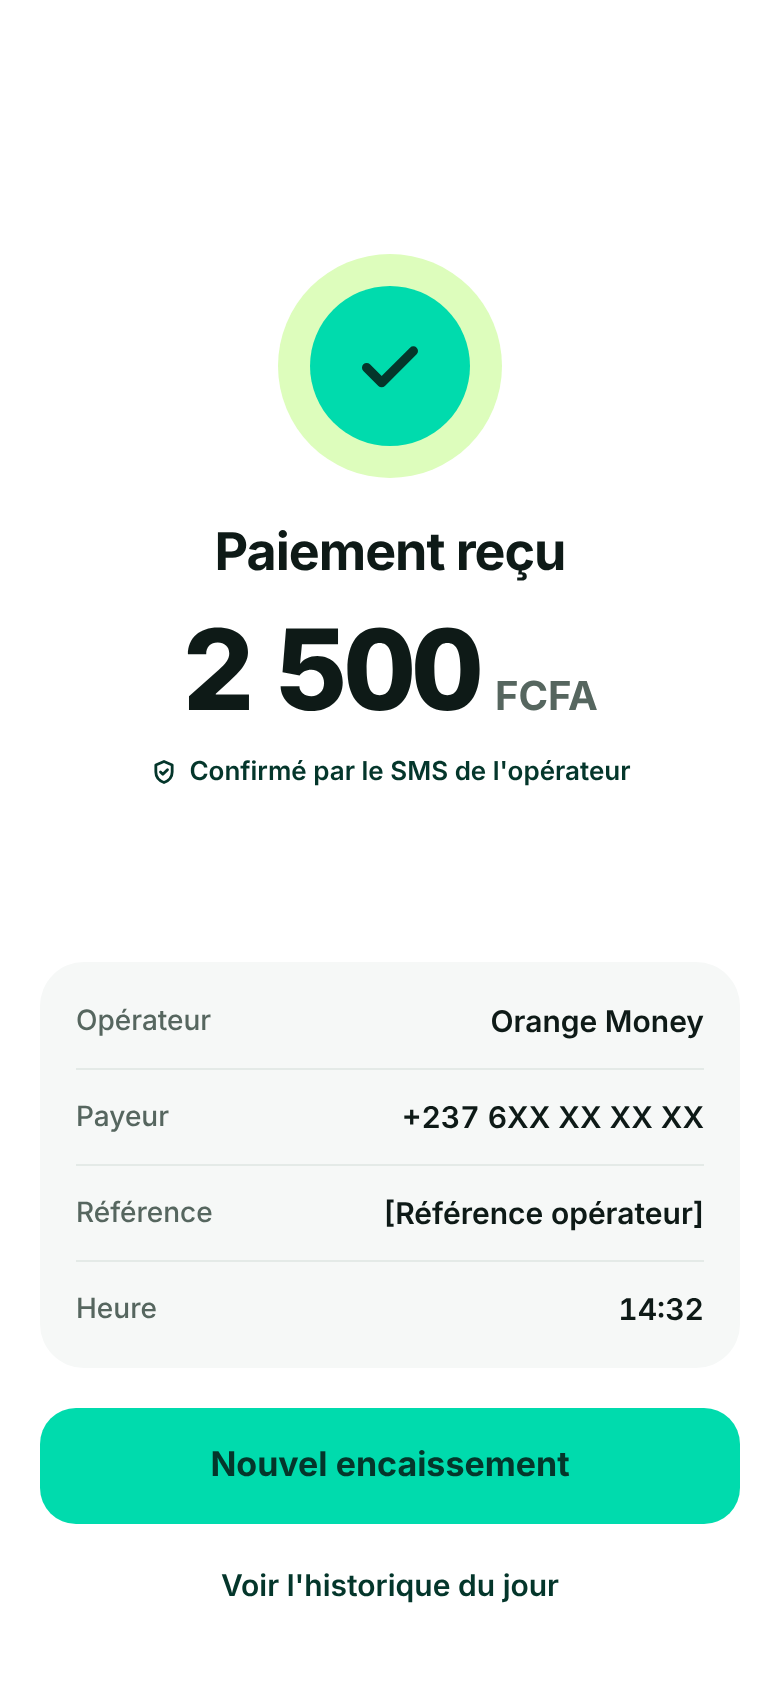 Paiement reçu
2 500 FCFA
Confirmé par le SMS de l'opérateur
Opérateur Orange Money
Payeur +237 6XX XX XX XX
Référence [Référence opérateur]
Heure 14:32
Nouvel encaissement
Voir l'historique du jour